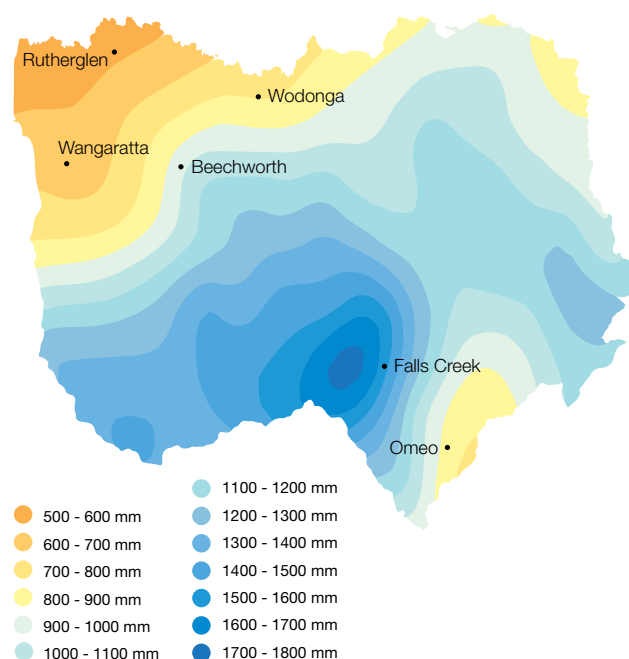 Rutherglen
Wodonga
Wangaratta
Beechworth
Falls Creek
Omeo
500 - 600 mm
600 - 700 mm
700 - 800 mm
800 - 900 mm
900 - 1000 mm
1000 - 1100 mm
1100 - 1200 mm
1200 - 1300 mm
1300 - 1400 mm
1400 - 1500 mm
1500 - 1600 mm
1600 - 1700 mm
1700 - 1800 mm